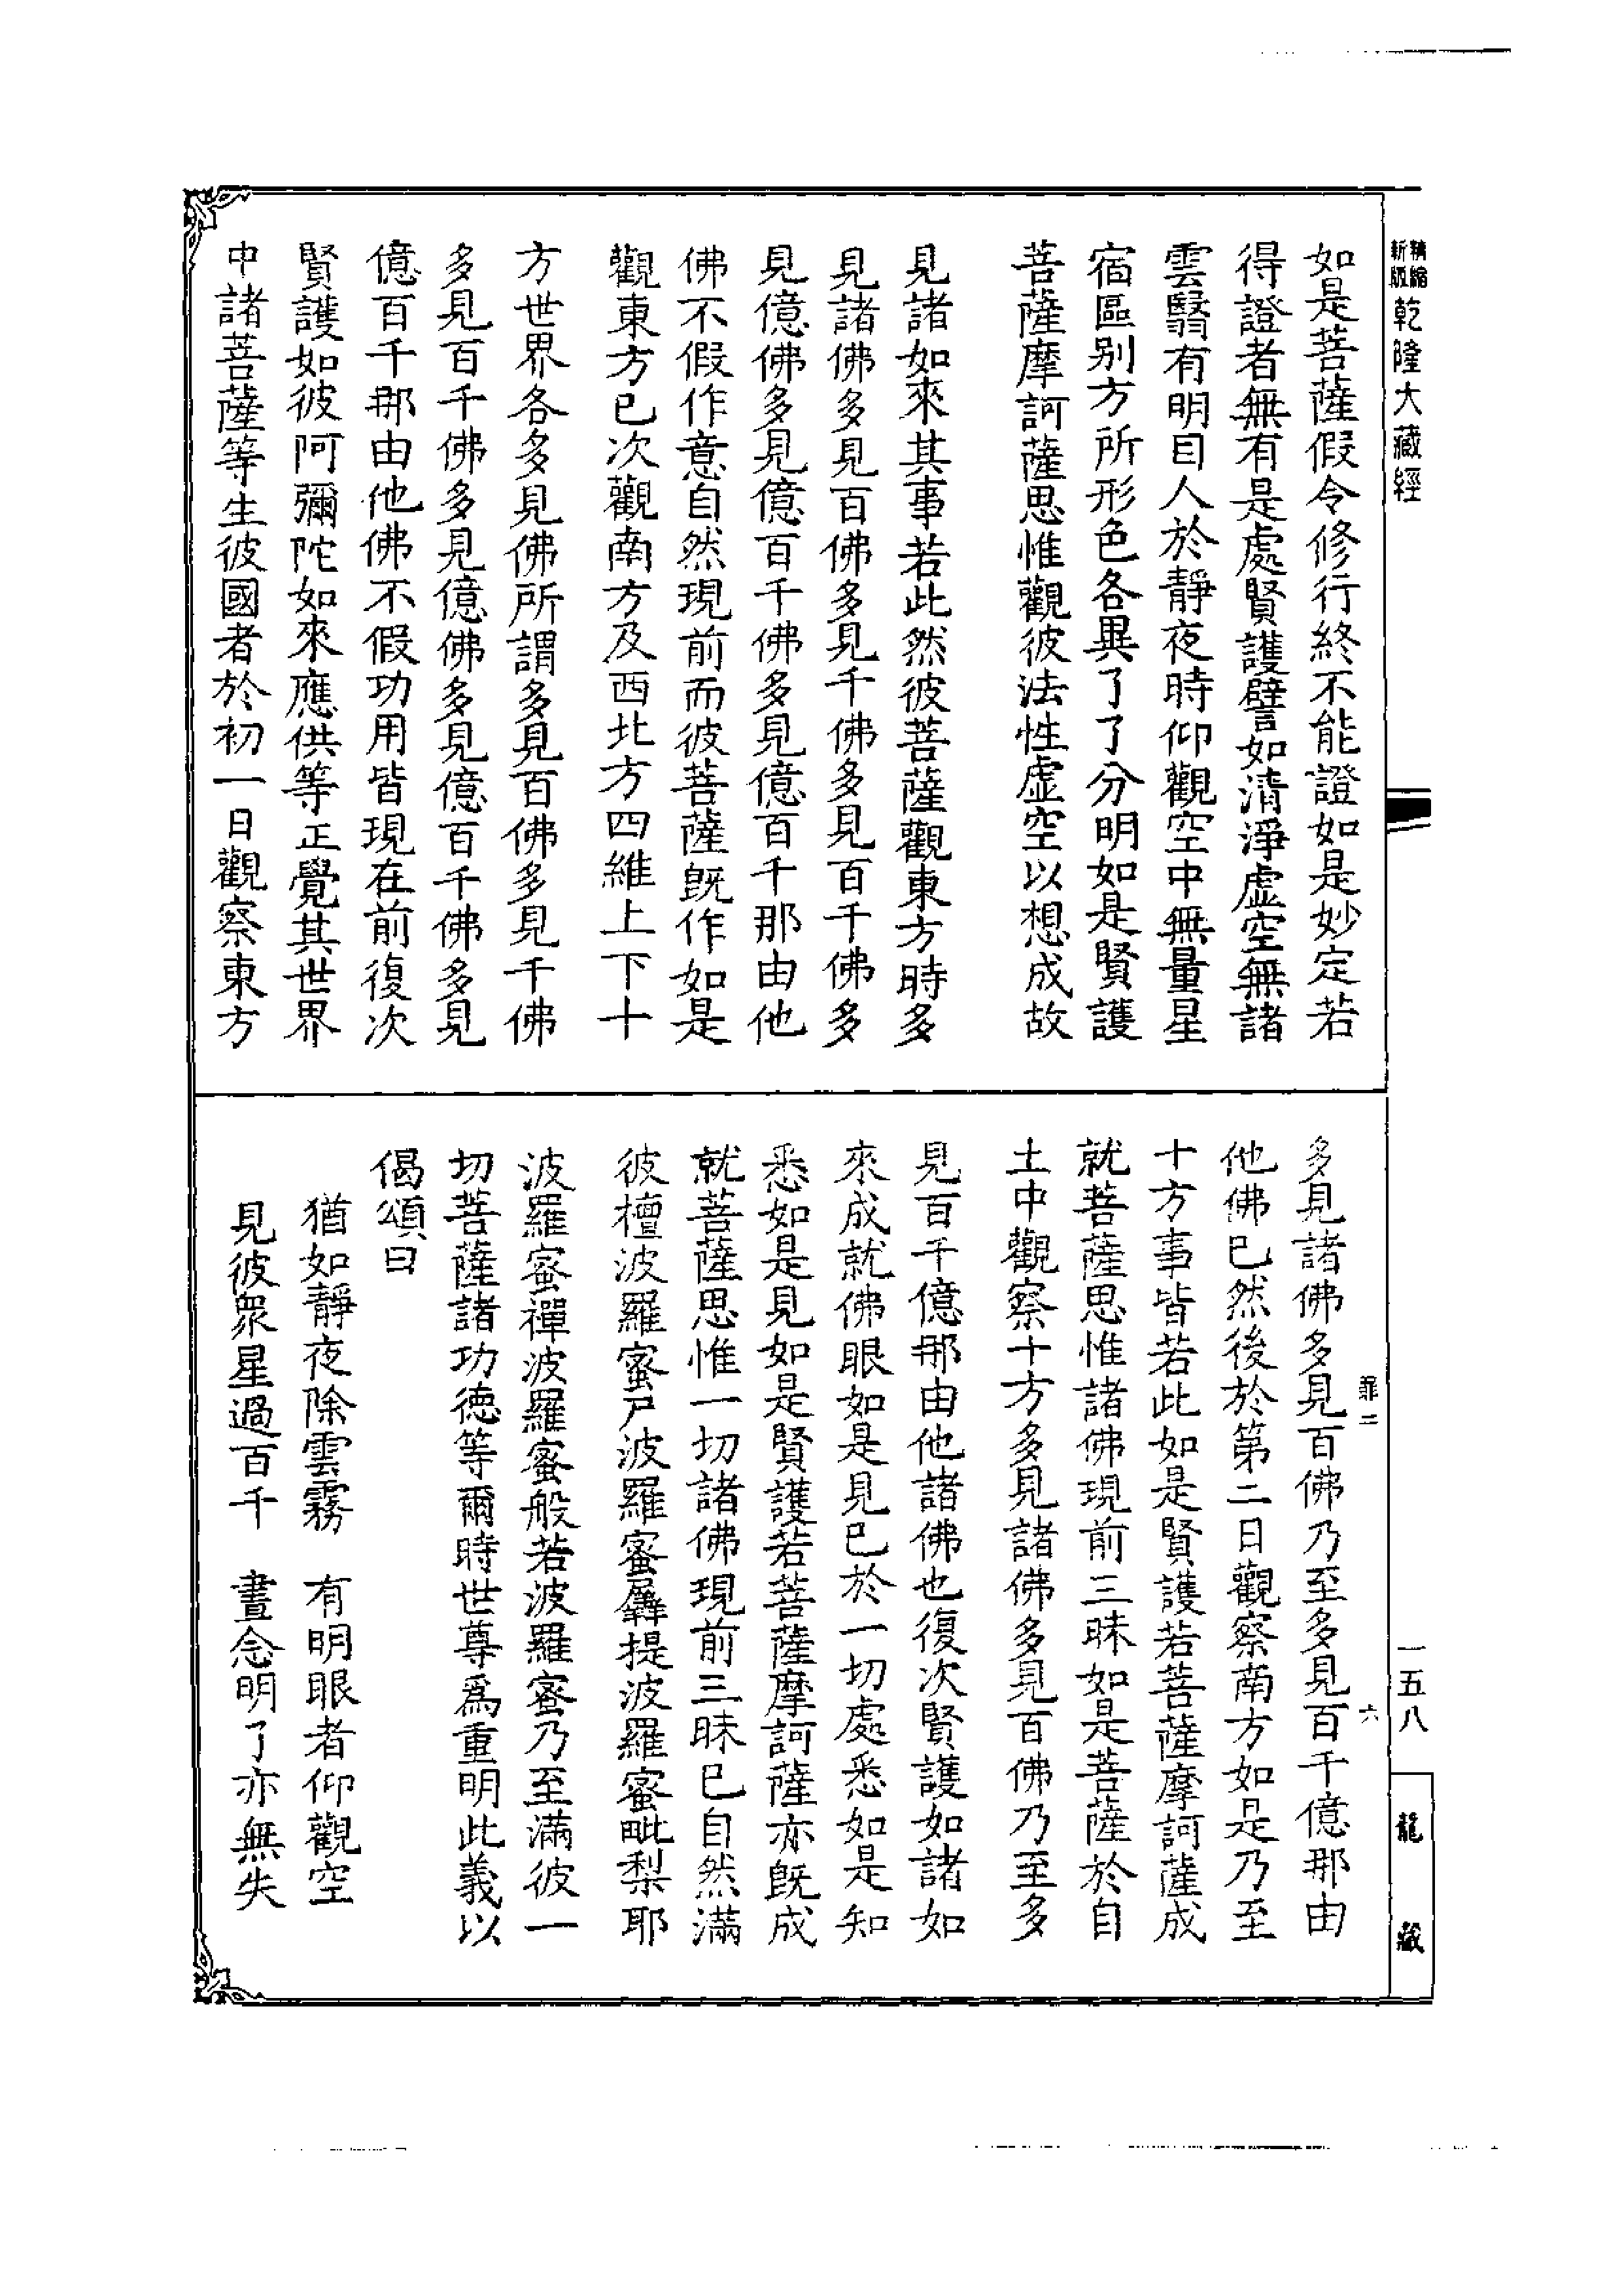 精縮新版乾隆大藏經
如是菩薩假令修行終不能證如是妙定若
得證者無有是處賢護譬如清淨虛空無諸
雲翳有明目人於靜夜時仰觀空中無量星
宿區别方所形色各異了了分明如是賢護
菩薩摩訶薩思惟觀彼法性虛空以想成故
見諸如來其事若此然彼菩薩觀東方時多
見諸佛多見百佛多見千佛多見百千佛多
見億佛多見億百千佛多見億百千那由他
佛不假作意自然現前而彼菩薩旣作如是
觀東方已次觀南方及西北方四維上下十
方世界各多見佛所謂多見百佛多見千佛
多見百千佛多見億佛多見億百千佛多見
億百千那由他佛不假功用皆現在前復次
賢護如彼阿彌陀如來應供等正覺其世界
中諸菩薩等生彼國者於初一日觀察東方
多見諸佛多見百佛乃至多見百千億那由
他佛已然後於第二日觀察南方如是乃至
十方事皆若此如是賢護若菩薩摩訶薩成
就菩薩思惟諸佛現前三昧如是菩薩於自
土中觀察十方多見諸佛多見百佛乃至多
見百千億那由他諸佛也復次賢護如諸如
來成就佛眼如是見已於一切處悉如是知
悉如是見如是賢護若菩薩摩訶薩亦旣成
就菩薩思惟一切諸佛現前三昧已自然滿
彼檀波羅蜜尸波羅蜜羼提波羅蜜毗梨耶
波羅蜜禪波羅蜜般若波羅蜜乃至滿彼一
切菩薩諸功德等爾時世尊爲重明此義以
偈頌曰
猶如靜夜除雲霧　有明眼者仰觀空
見彼衆星過百千　晝念明了亦無失
罪二
六
一五八
龍藏